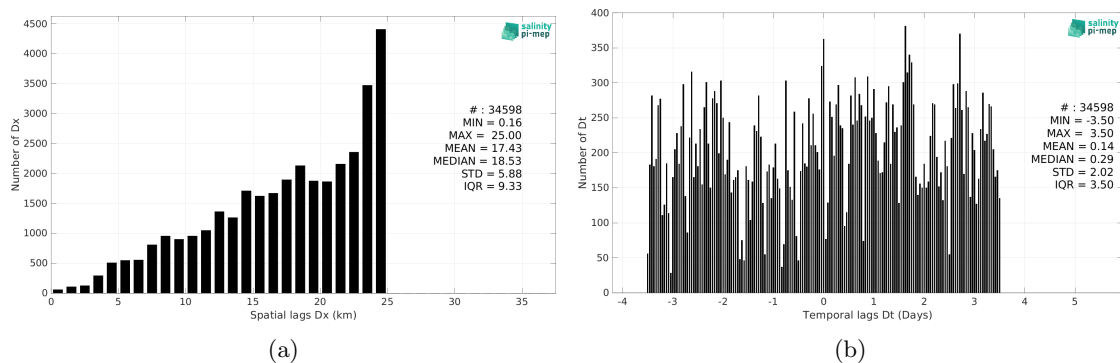 4500
4000
3500
3000
2500
2000
1500
1000
500
0
Number of Dx
0 5 10 15 20 25 30 35
Spatial lags Dx (km)
salinity
pi-mep
# : 34598
MIN = 0.16
MAX = 25.00
MEAN = 17.43
MEDIAN = 18.53
STD = 5.88
IQR = 9.33
(a)
400
350
300
250
200
150
100
50
0
Number of Dt
-4 -3 -2 -1 0 1 2 3 4 5
Temporal lags Dt (Days)
salinity
pi-mep
# : 34598
MIN = -3.50
MAX = 3.50
MEAN = 0.14
MEDIAN = 0.29
STD = 2.02
IQR = 3.50
(b)